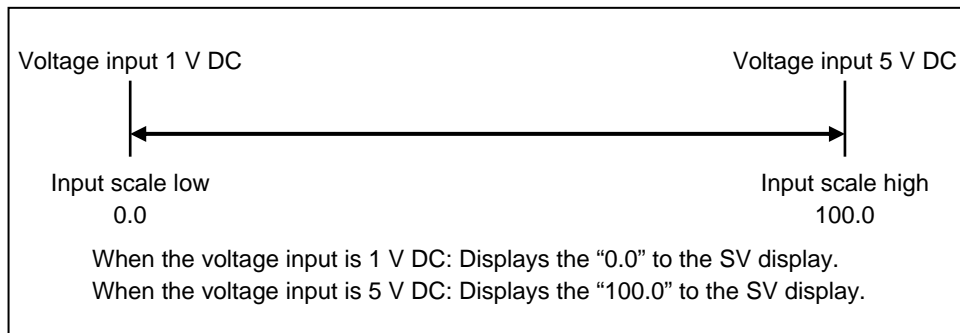 Voltage input 1 V DC
Voltage input 5 V DC
Input scale low
0.0
Input scale high
100.0
When the voltage input is 1 V DC: Displays the “0.0” to the SV display.
When the voltage input is 5 V DC: Displays the “100.0” to the SV display.